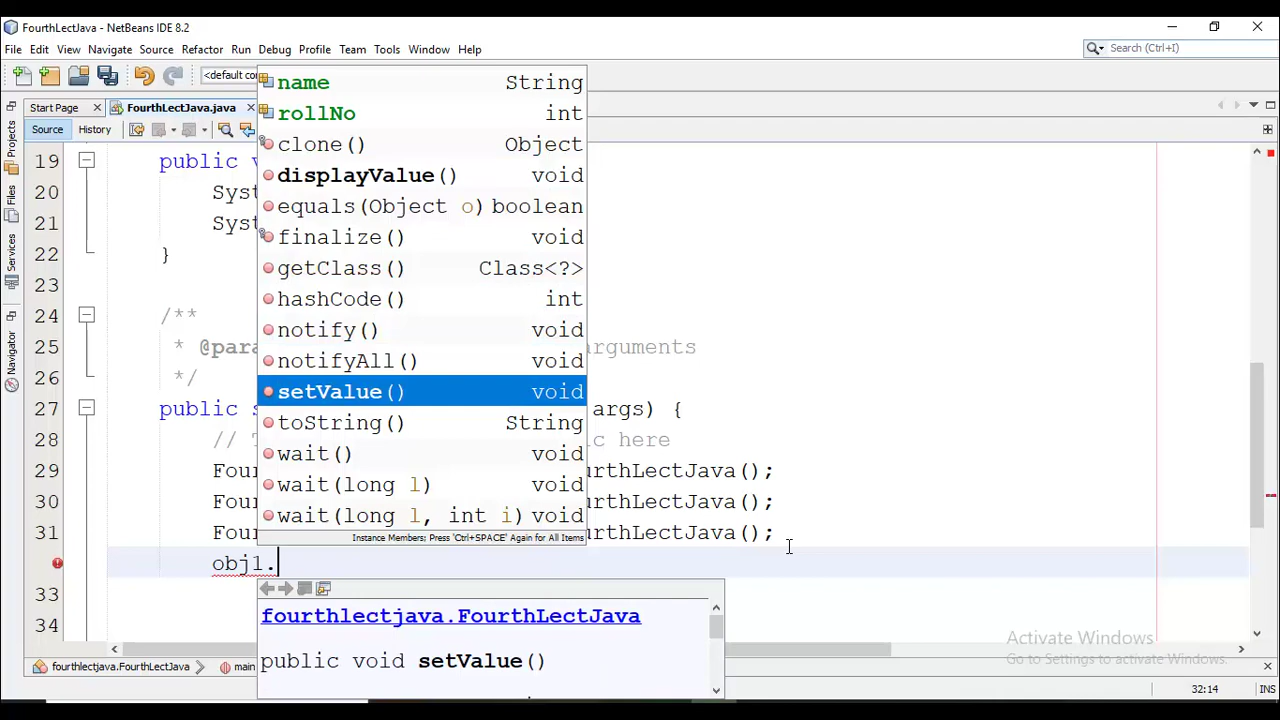 FourthLectJava - NetBeans IDE 8.2
File Edit View Navigate Source Refactor Run Debug Profile Team Tools Window Help
Search (Ctrl+I)
<default co
Start Page FourthLectJava.java
Source History
Projects
Files
Services
Navigator
name String
rollNo int
clone() Object
displayValue() void
equals(Object o) boolean
finalize() void
getClass() Class<?>
hashCode() int
notify() void
notifyAll() void
setValue() void
toString() String
wait() void
wait(long l) void
wait(long l, int i) void
Instance Members; Press 'Ctrl+SPACE' Again for All Items
19 public v
20 Syst
21 Syst
22 }
23
24 /**
25 * @para arguments
26 */
27 public s args) {
28 // T ic here
29 Four urthLectJava();
30 Four urthLectJava();
31 Four urthLectJava();
obj1.
33
34
fourthlectjava.FourthLectJava
public void setValue()
Activate Windows
Go to Settings to activate Windows.
fourthlectjava.FourthLectJava main
32:14 INS